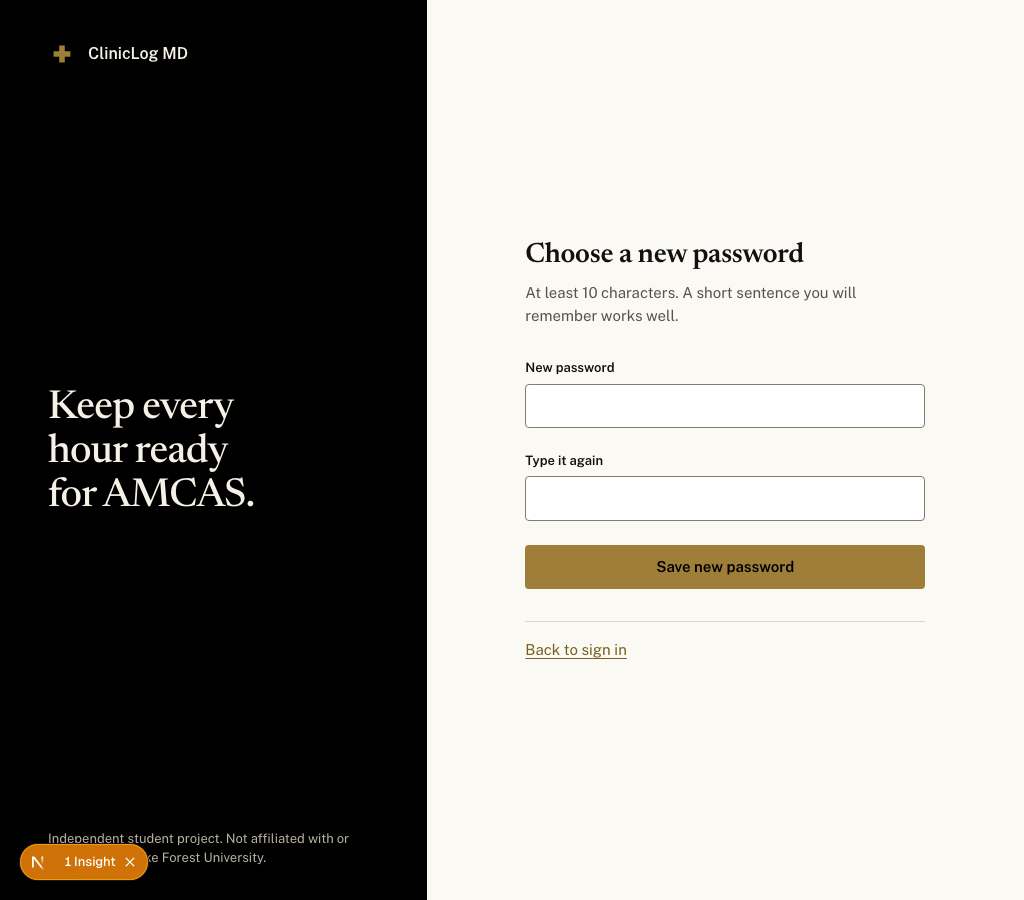 ClinicLog MD
Keep every
hour ready
for AMCAS.
Independent student project. Not affiliated with or
Forest University.
1 Insight
Choose a new password
At least 10 characters. A short sentence you will
remember works well.
New password
Type it again
Save new password
Back to sign in